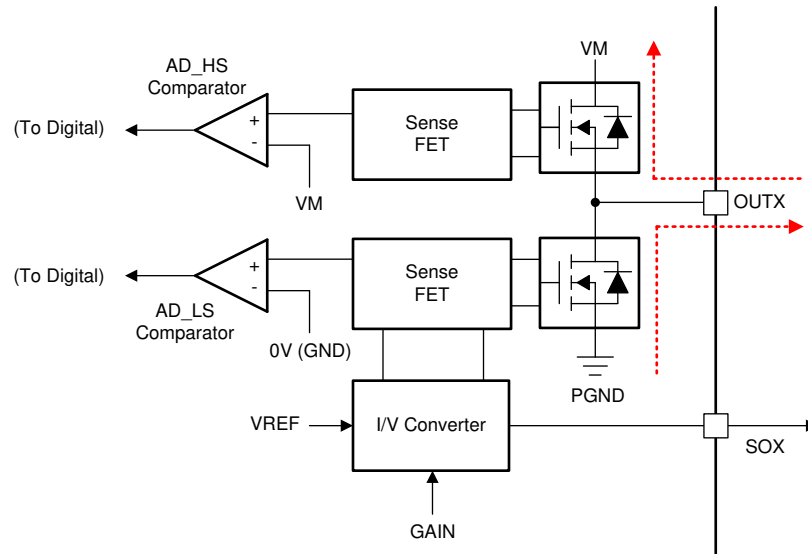 VM
AD_HS
Comparator
+
-
(To Digital)
Sense
FET
VM
OUTX
+
-
(To Digital)
Sense
FET
AD_LS
Comparator
0V (GND)
PGND
VREF
I/V Converter
SOX
GAIN